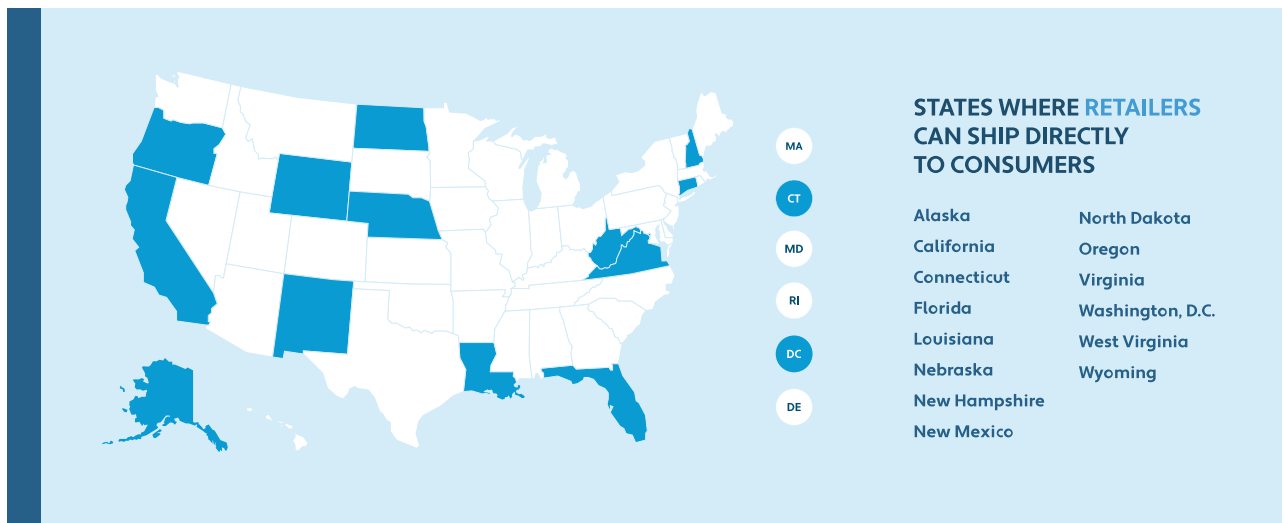 MA
CT
MD
RI
DC
DE
STATES WHERE RETAILERS
CAN SHIP DIRECTLY
TO CONSUMERS
Alaska
California
Connecticut
Florida
Louisiana
Nebraska
New Hampshire
New Mexico
North Dakota
Oregon
Virginia
Washington, D.C.
West Virginia
Wyoming